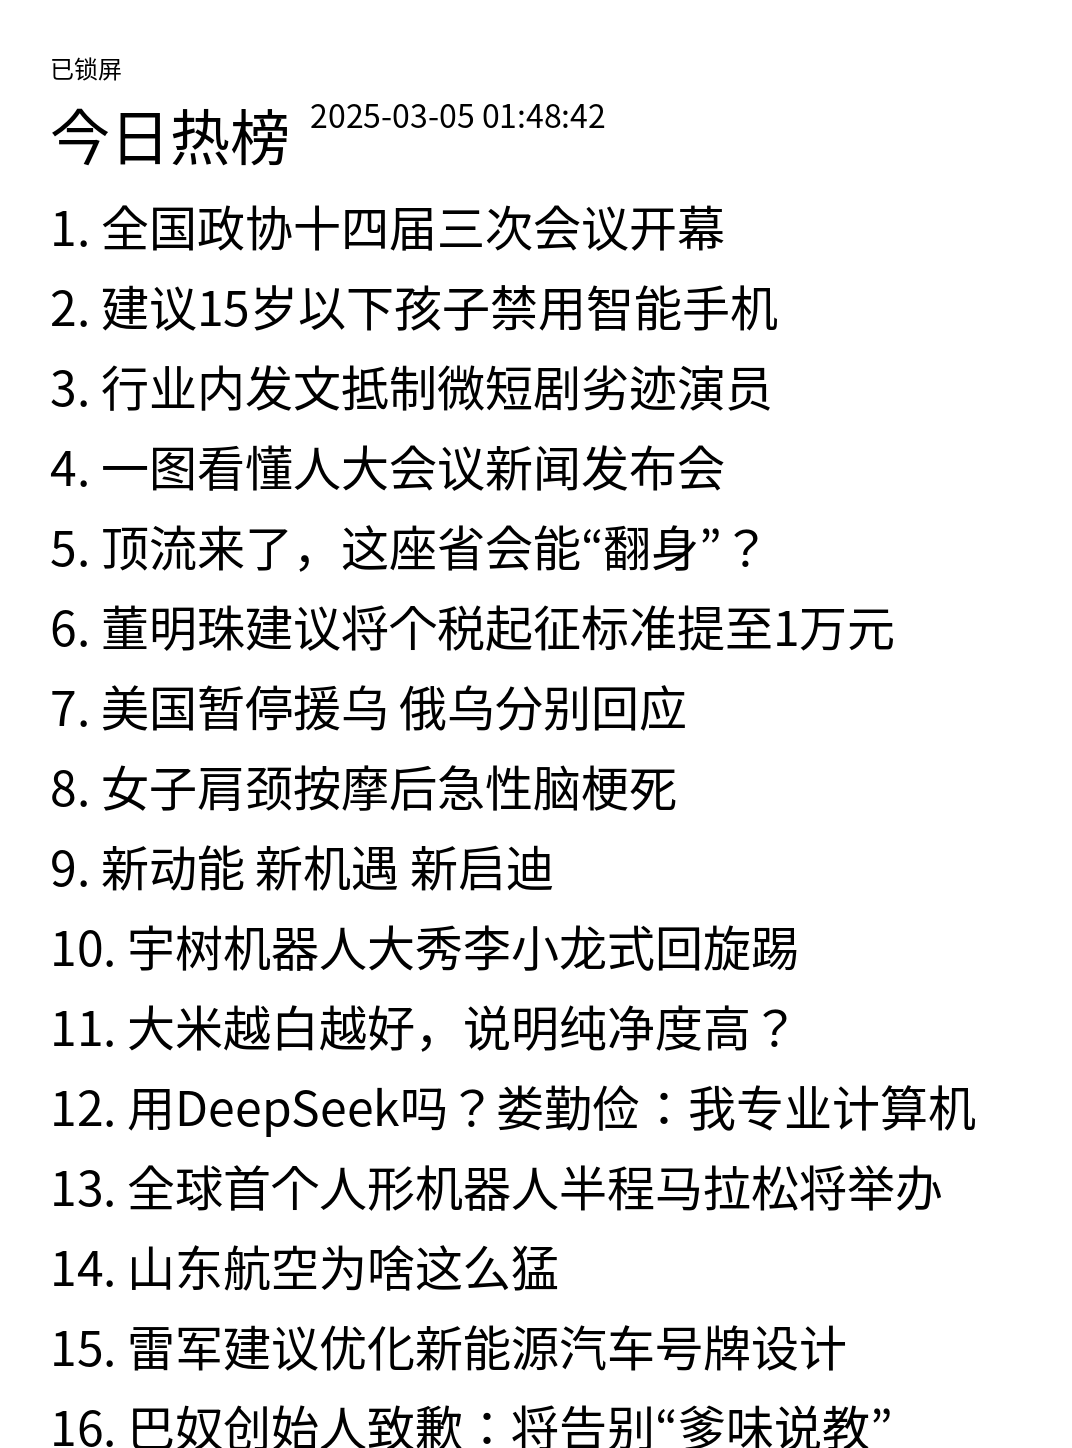 已锁屏
今日热榜 2025-03-05 01:48:42
1. 全国政协十四届三次会议开幕
2. 建议15岁以下孩子禁用智能手机
3. 行业内发文抵制微短剧劣迹演员
4. 一图看懂人大会议新闻发布会
5. 顶流来了，这座省会能“翻身”？
6. 董明珠建议将个税起征标准提至1万元
7. 美国暂停援乌 俄乌分别回应
8. 女子肩颈按摩后急性脑梗死
9. 新动能 新机遇 新启迪
10. 宇树机器人大秀李小龙式回旋踢
11. 大米越白越好，说明纯净度高？
12. 用DeepSeek吗？娄勤俭：我专业计算机
13. 全球首个人形机器人半程马拉松将举办
14. 山东航空为啥这么猛
15. 雷军建议优化新能源汽车号牌设计
16. 巴奴创始人致歉：将告别“爹味说教”